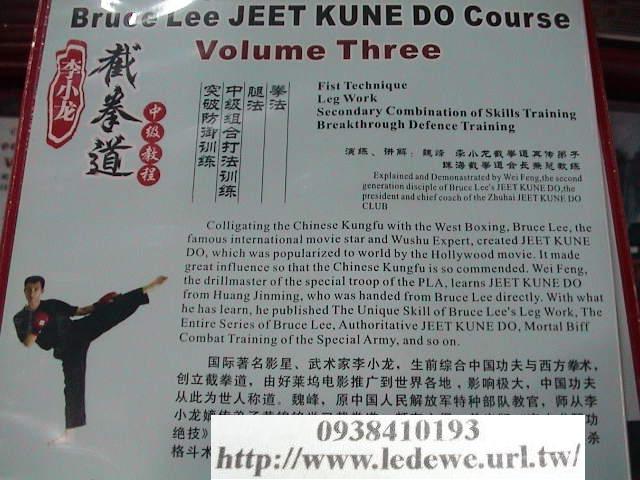 Bruce Lee JEET KUNE DO Course
Volume Three
李小龙
截拳道
中级教程
拳法
腿法
中级组合打法训练
突破防御训练
Fist Technique
Leg Work
Secondary Combination of Skills Training
Breakthrough Defence Training
演练、讲解：魏峰 李小龙截拳道再传弟子
珠海截拳道会长兼总教练
Explained and Demonastrated by Wei Feng,the second
generation disciple of Bruce Lee's JEET KUNE DO,the
president and chief coach of the Zhuhai JEET KUNE DO
CLUB
Colligating the Chinese Kungfu with the West Boxing, Bruce Lee, the
famous international movie star and Wushu Expert, created JEET KUNE
DO, which was popularized to world by the Hollywood movie. It made
great influence so that the Chinese Kungfu is so commended. Wei Feng,
the drillmaster of the special troop of the PLA, learns JEET KUNE DO
from Huang Jinming, who was handed from Bruce Lee directly. With what
he has learn, he published The Unique Skill of Bruce Lee's Leg Work, The
Entire Series of Bruce Lee, Authoritative JEET KUNE DO, Mortal Biff
Combat Training of the Special Army, and so on.
国际著名影星、武术家李小龙，生前综合中国功夫与西方拳术，
创立截拳道，由好莱坞电影推广到世界各地，影响极大，中国功夫
从此为世人称道。魏峰，原中国人民解放军特种部队教官，师从李
小龙嫡传弟子
绝技》
杀
格斗术
0938410193
http://www.ledewe.url.tw/